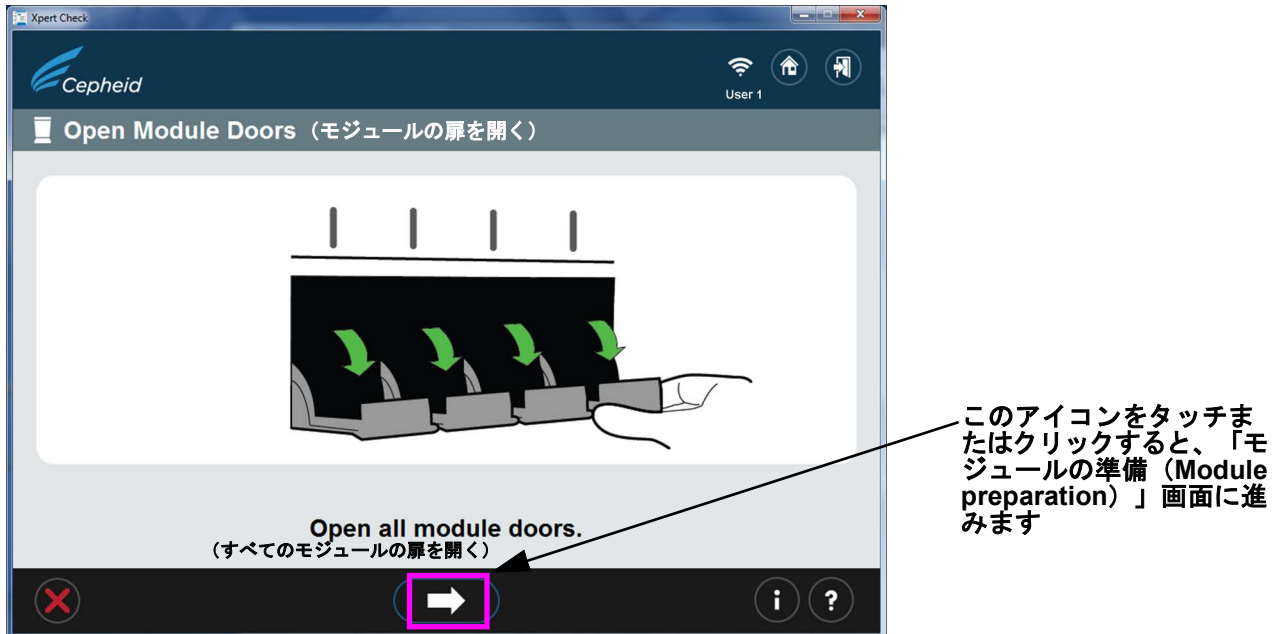 Xpert Check
Cepheid
User 1
Open Module Doors（モジュールの扉を開く）
Open all module doors.
（すべてのモジュールの扉を開く）
i ?
このアイコンをタッチま
たはクリックすると、「モ
ジュールの準備（Module
preparation）」画面に進
みます